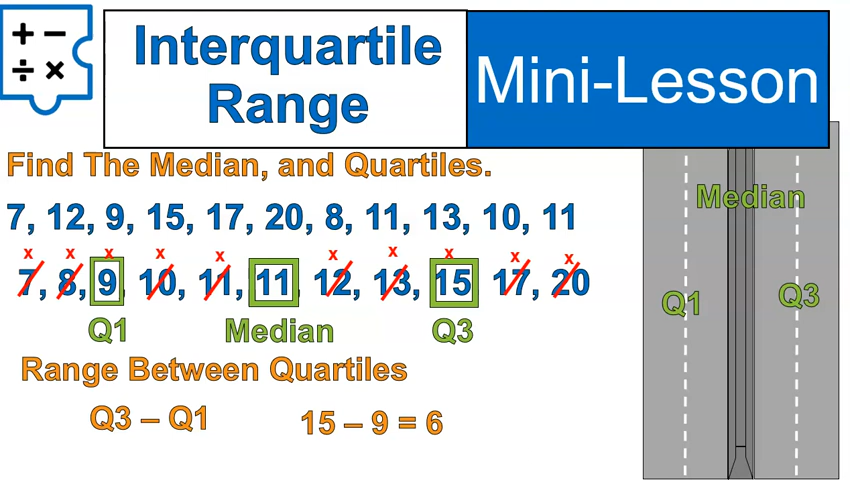 + −
÷ ×
Interquartile
Range
Mini-Lesson
Find The Median, and Quartiles.
7, 12, 9, 15, 17, 20, 8, 11, 13, 10, 11
x x x x x x x x x x
7, 8, 9, 10, 11, 11, 12, 13, 15 17, 20
Q1 Median Q3
Range Between Quartiles
Q3 – Q1 15 – 9 = 6
Median
Q1 Q3